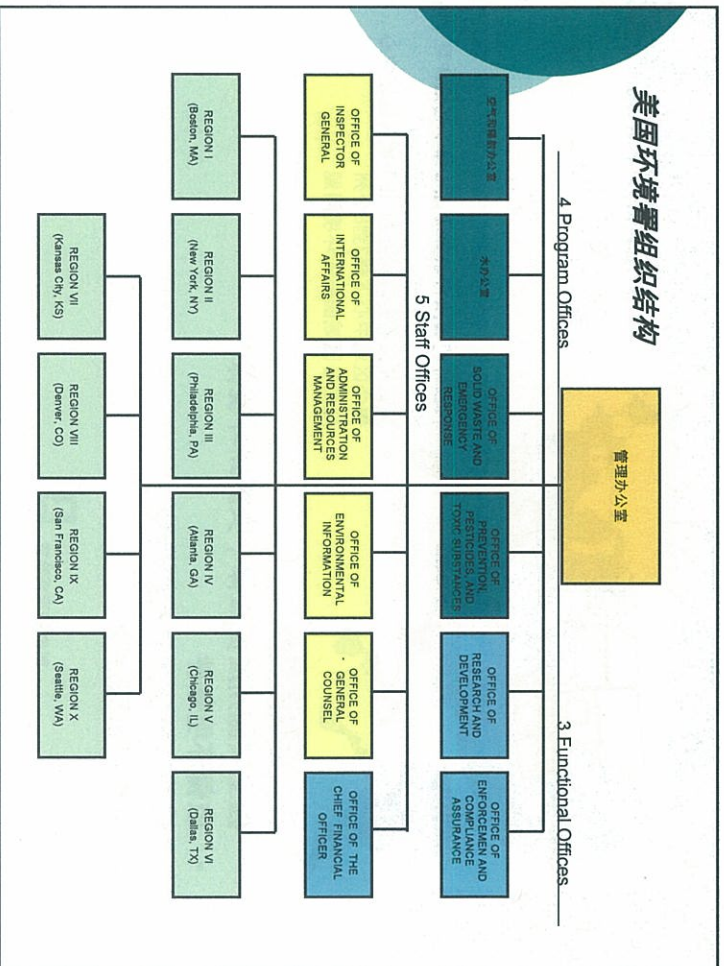 美国环境署组织结构
管理办公室
4 Program Offices
3 Functional Offices
空气和辐射办公室
水办公室
OFFICE OF
SOLID WASTE AND
EMERGENCY
RESPONSE
OFFICE OF
PREVENTION,
PESTICIDES, AND
TOXIC SUBSTANCES
OFFICE OF
RESEARCH AND
DEVELOPMENT
OFFICE OF
ENFORCEMEN AND
COMPLIANCE
ASSURANCE
5 Staff Offices
OFFICE OF
INSPECTOR
GENERAL
OFFICE OF
INTERNATIONAL
AFFAIRS
OFFICE OF
ADMINISTRATION
AND RESOURCES
MANAGEMENT
OFFICE OF
ENVIRONMENTAL
INFORMATION
OFFICE OF
GENERAL
COUNSEL
OFFICE OF THE
CHIEF FINANCIAL
OFFICER
REGION I
(Boston, MA)
REGION II
(New York, NY)
REGION III
(Philadelphia, PA)
REGION IV
(Atlanta, GA)
REGION V
(Chicago, IL)
REGION VI
(Dallas, TX)
REGION VII
(Kansas City, KS)
REGION VIII
(Denver, CO)
REGION IX
(San Francisco, CA)
REGION X
(Seattle, WA)